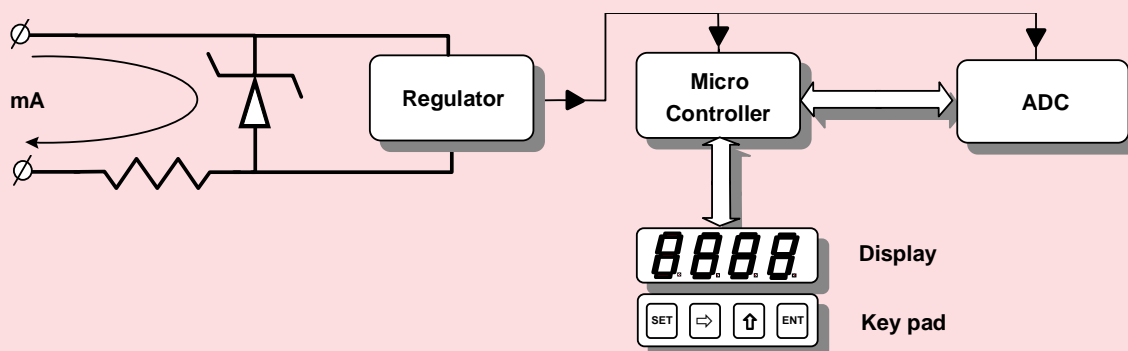 mA
Regulator
Micro
Controller
ADC
8.8.8.8.
Display
SET ⇨ ⇧ ENT
Key pad